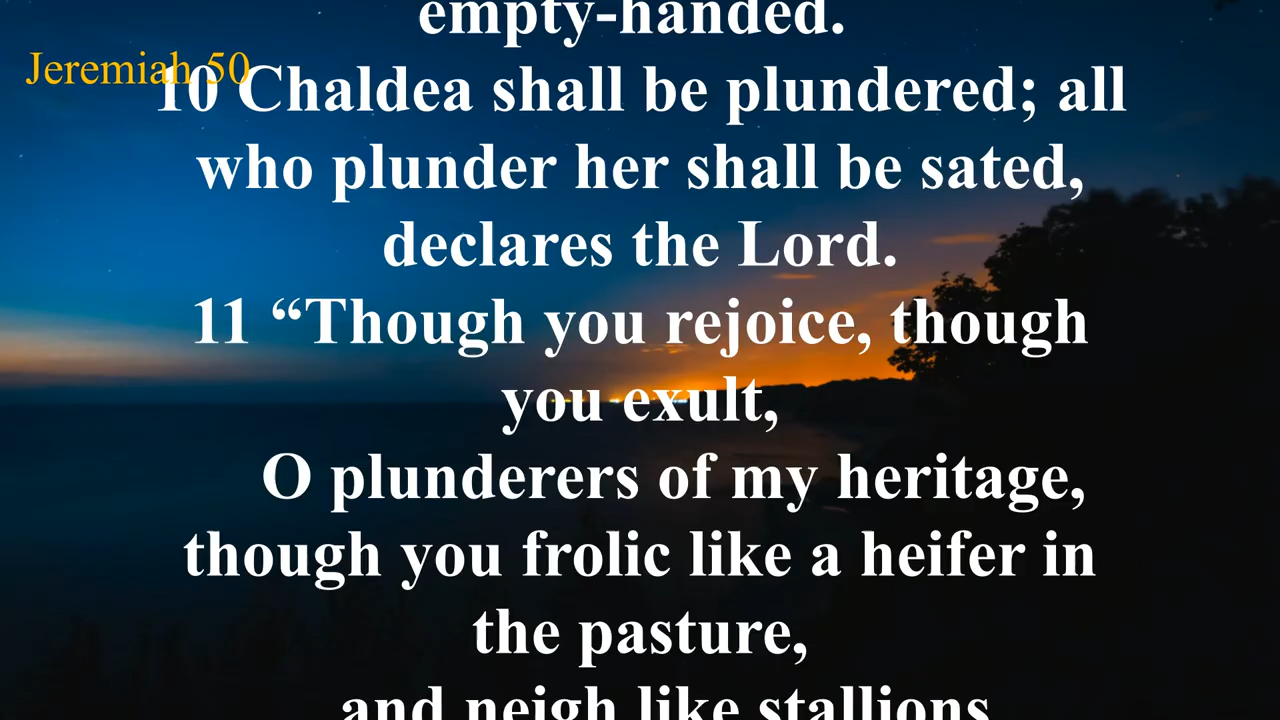 empty-handed.
Jeremiah 50
10 Chaldea shall be plundered; all
who plunder her shall be sated,
declares the Lord.
11 “Though you rejoice, though
you exult,
O plunderers of my heritage,
though you frolic like a heifer in
the pasture,
and neigh like stallions